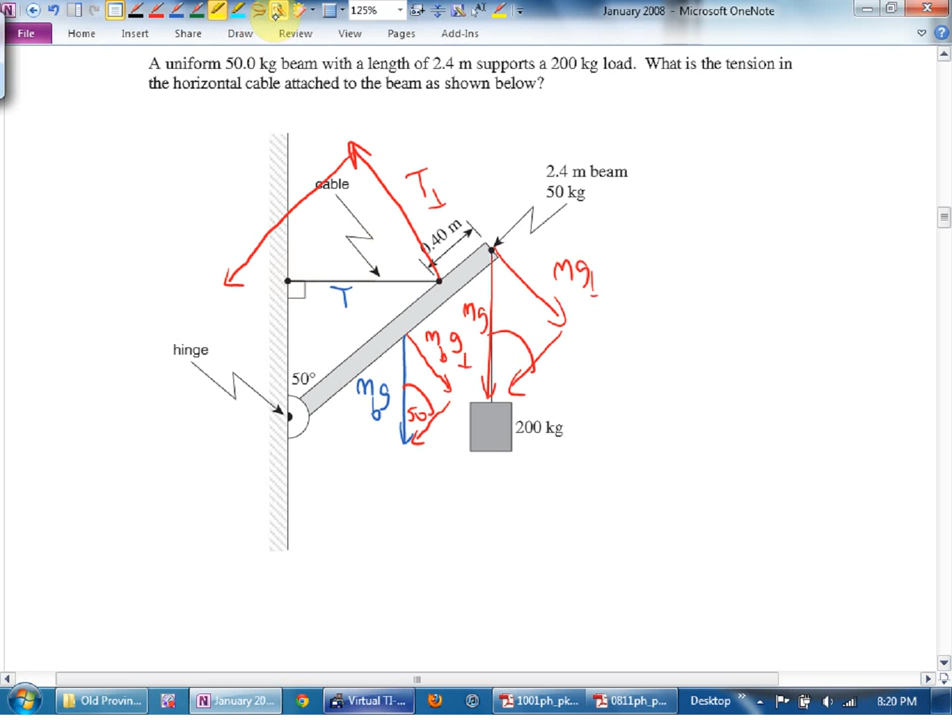 125%
January 2008 - Microsoft OneNote
File Home Insert Share Draw Review View Pages Add-Ins
A uniform 50.0 kg beam with a length of 2.4 m supports a 200 kg load. What is the tension in
the horizontal cable attached to the beam as shown below?
cable
T⊥
2.4 m beam
50 kg
0.40 m
Mg⊥
T
Mg
hinge
mbg⊥
50°
mbg
50
200 kg
Old Provin...
January 20...
Virtual TI-...
1001ph_pk...
0811ph_p...
Desktop
8:20 PM